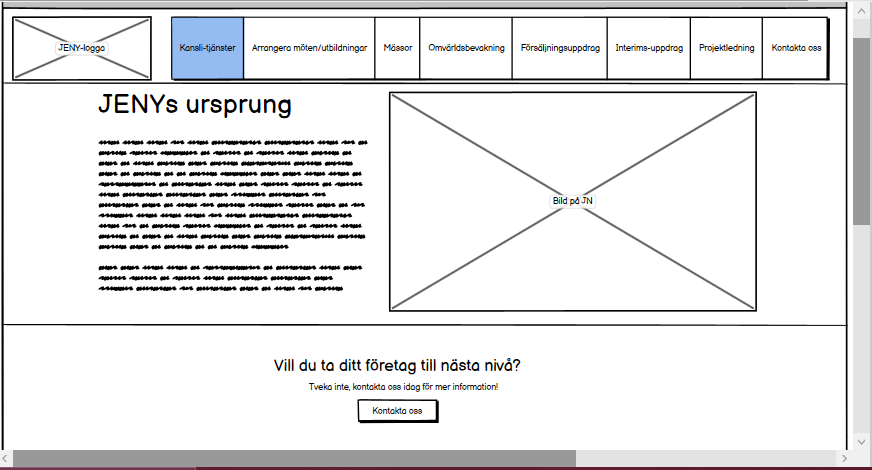 JENY-logga
Kansli-tjänster Arrangera möten/utbildningar Mässor Omvärldsbevakning Försäljningsuppdrag Interims-uppdrag Projektledning Kontakta oss
JENYs ursprung
Bild på JN
Vill du ta ditt företag till nästa nivå?
Tveka inte, kontakta oss idag för mer information!
Kontakta oss